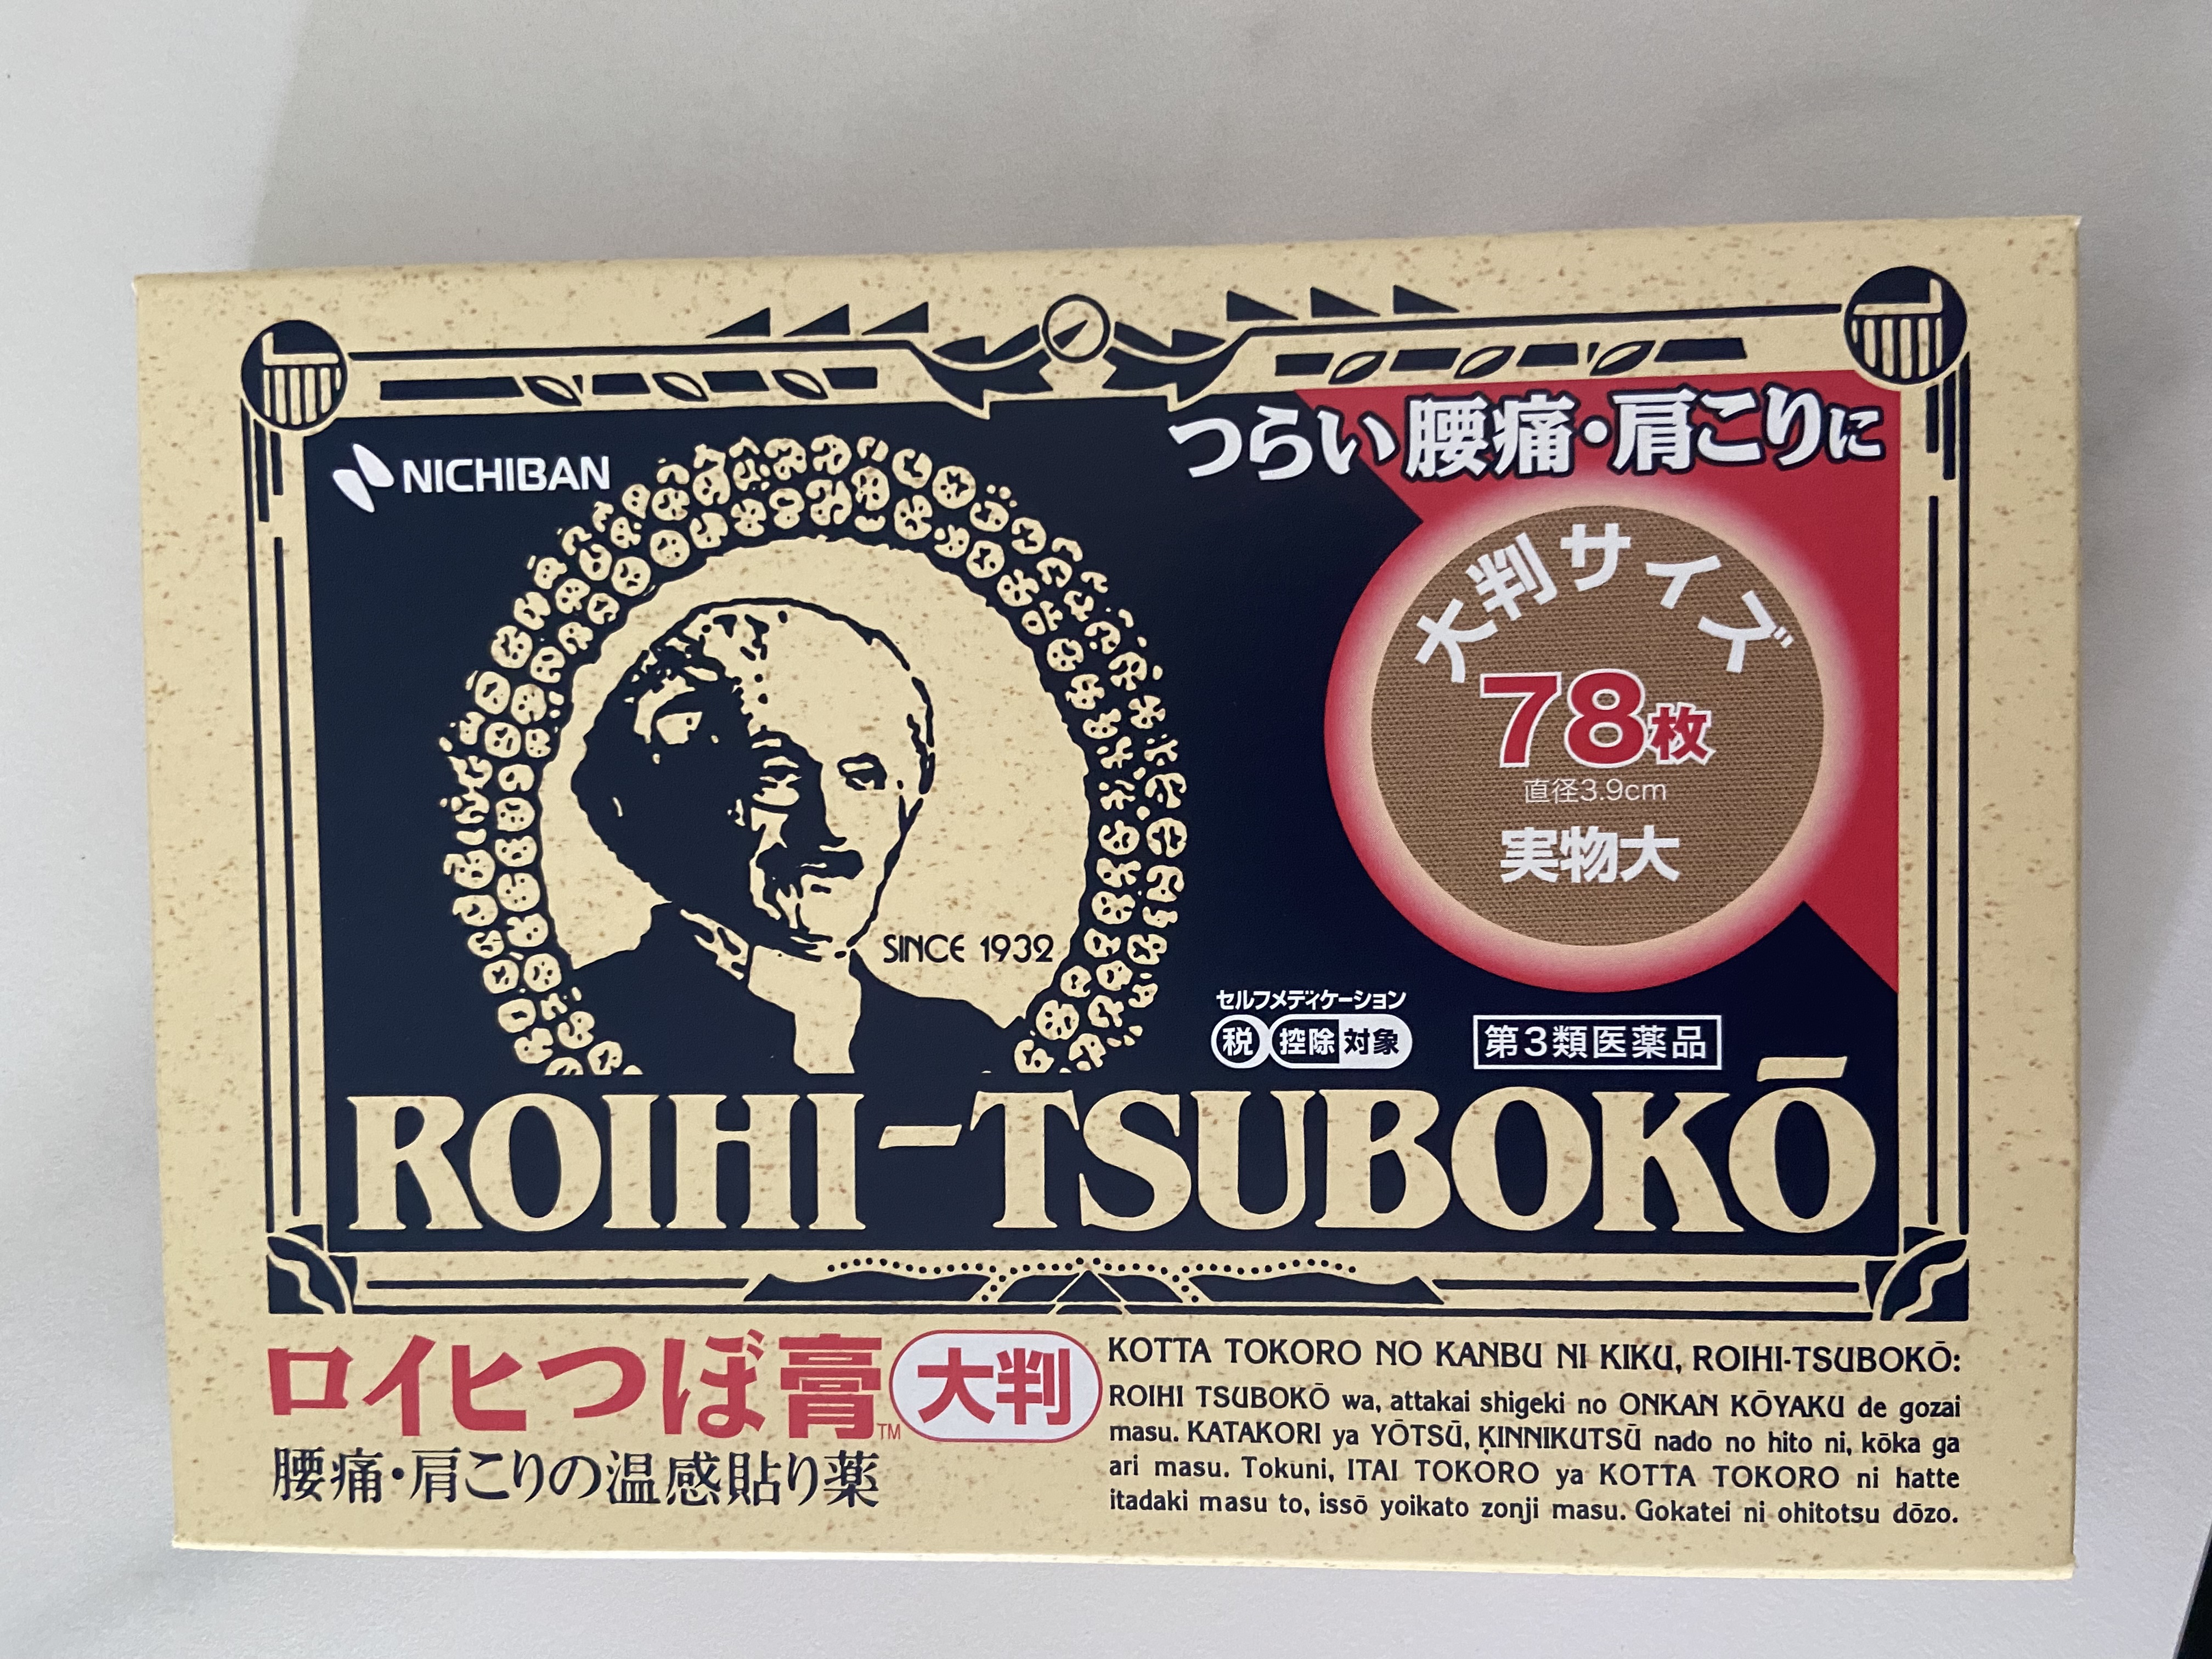 NICHIBAN
つらい腰痛・肩こりに
大判サイズ
78枚
直径3.9cm
実物大
SINCE 1932
セルフメディケーション
税 控除 対象
第3類医薬品
ROIHI-TSUBOKŌ
ロイヒつぼ膏™ 大判
腰痛・肩こりの温感貼り薬
KOTTA TOKORO NO KANBU NI KIKU, ROIHI-TSUBOKŌ:
ROIHI TSUBOKŌ wa, attakai shigeki no ONKAN KŌYAKU de gozai
masu. KATAKORI ya YŌTSŪ, KINNIKUTSŪ nado no hito ni, kōka ga
ari masu. Tokuni, ITAI TOKORO ya KOTTA TOKORO ni hatte
itadaki masu to, issō yoikato zonji masu. Gokatei ni ohitotsu dōzo.